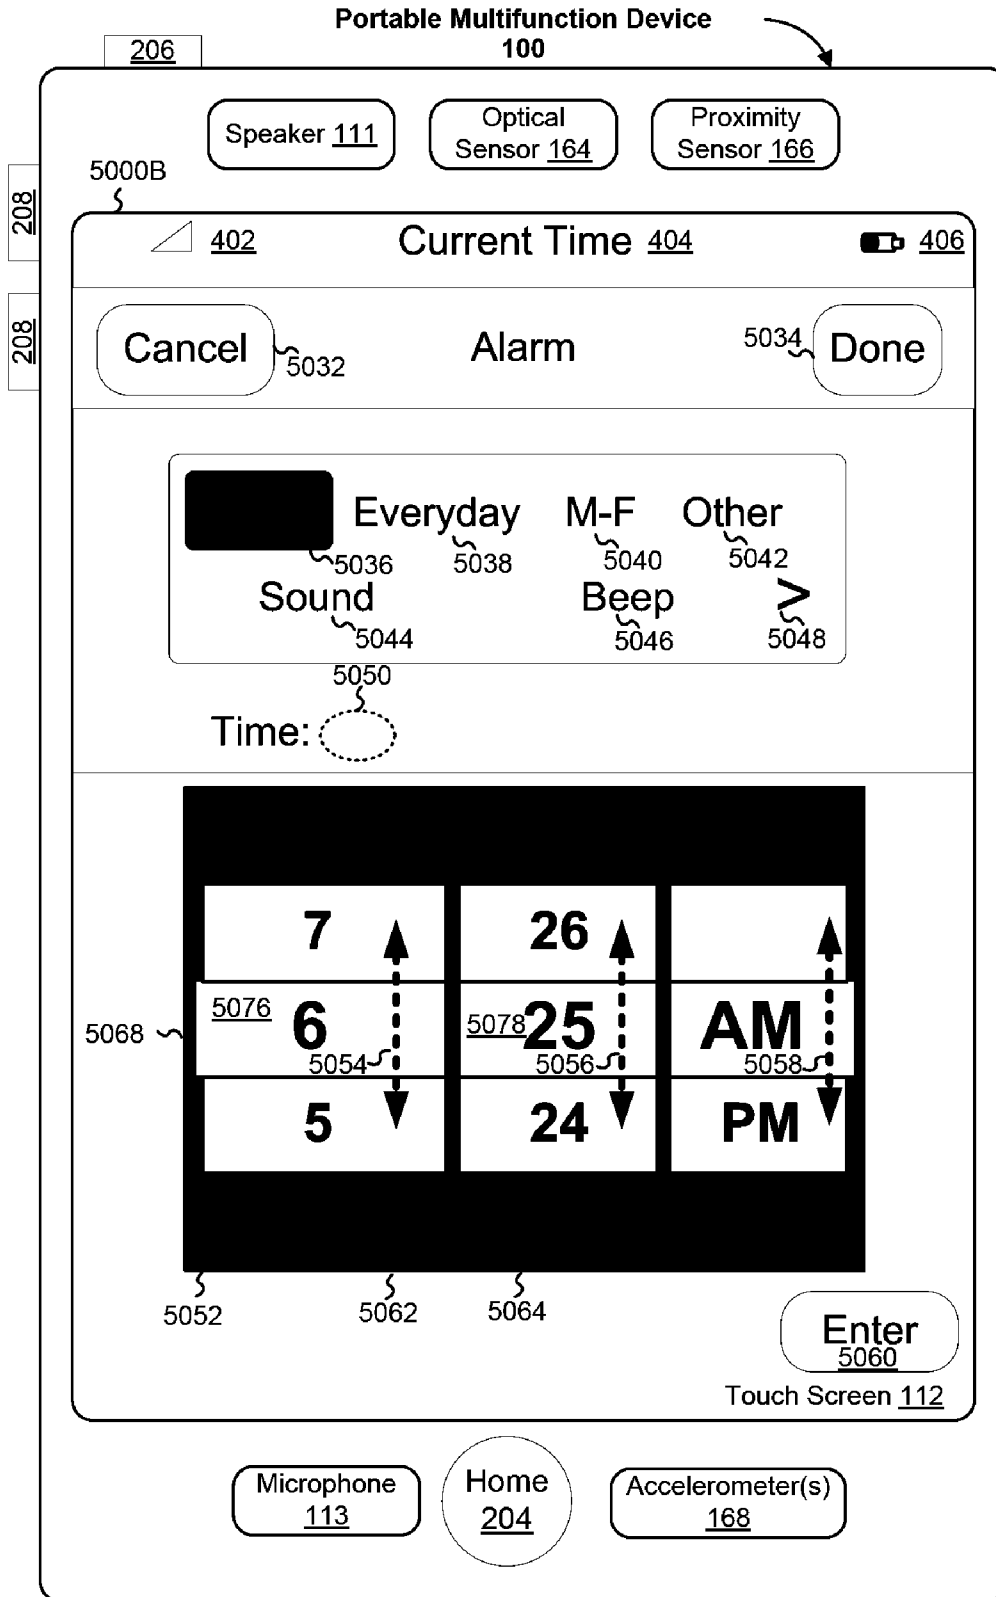 Portable Multifunction Device
100
206
Speaker 111
Optical
Sensor 164
Proximity
Sensor 166
5000B
208
208
402
Current Time 404
406
Cancel
5032
Alarm
5034
Done
5036
Everyday
5038
M-F
5040
Other
5042
Sound
5044
Beep
5046
>
5048
5050
Time:
7
26
5068
5076
6
5054
5078
25
5056
AM
5058
5
24
PM
5052
5062
5064
Enter
5060
Touch Screen 112
Microphone
113
Home
204
Accelerometer(s)
168